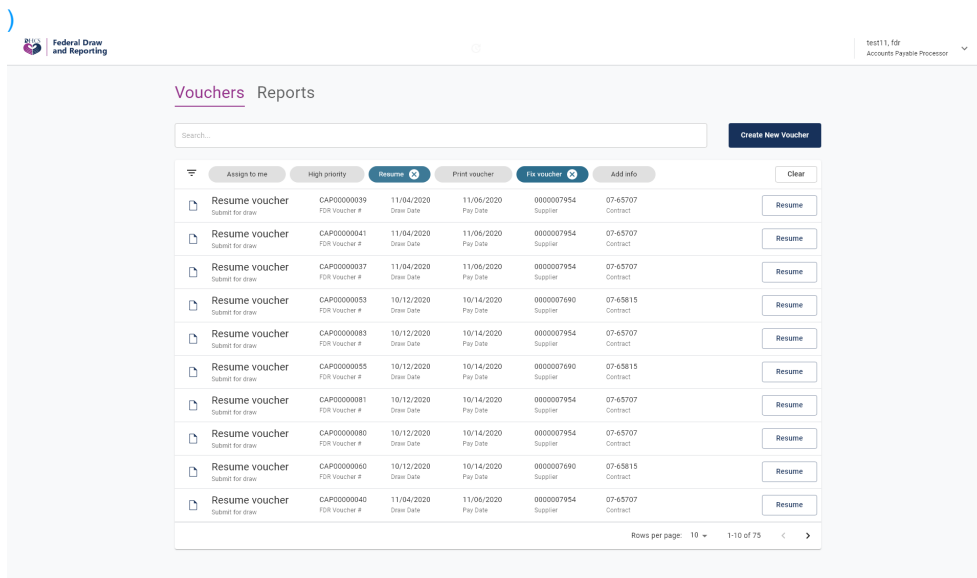 )
DHCS
Federal Draw
and Reporting
test11, fdr
Accounts Payable Processor
Vouchers Reports
Search...
Create New Voucher
Assign to me High priority Resume Print voucher Fix voucher Add info Clear
Resume voucher CAP00000039 11/04/2020 11/06/2020 0000007954 07-65707 Resume
Submit for draw FDR Voucher # Draw Date Pay Date Supplier Contract
Resume voucher CAP00000041 11/04/2020 11/06/2020 0000007954 07-65707 Resume
Submit for draw FDR Voucher # Draw Date Pay Date Supplier Contract
Resume voucher CAP00000037 11/04/2020 11/06/2020 0000007954 07-65707 Resume
Submit for draw FDR Voucher # Draw Date Pay Date Supplier Contract
Resume voucher CAP00000053 10/12/2020 10/14/2020 0000007690 07-65815 Resume
Submit for draw FDR Voucher # Draw Date Pay Date Supplier Contract
Resume voucher CAP00000083 10/12/2020 10/14/2020 0000007954 07-65707 Resume
Submit for draw FDR Voucher # Draw Date Pay Date Supplier Contract
Resume voucher CAP00000055 10/12/2020 10/14/2020 0000007690 07-65815 Resume
Submit for draw FDR Voucher # Draw Date Pay Date Supplier Contract
Resume voucher CAP00000081 10/12/2020 10/14/2020 0000007954 07-65707 Resume
Submit for draw FDR Voucher # Draw Date Pay Date Supplier Contract
Resume voucher CAP00000080 10/12/2020 10/14/2020 0000007954 07-65707 Resume
Submit for draw FDR Voucher # Draw Date Pay Date Supplier Contract
Resume voucher CAP00000060 10/12/2020 10/14/2020 0000007690 07-65815 Resume
Submit for draw FDR Voucher # Draw Date Pay Date Supplier Contract
Resume voucher CAP00000040 11/04/2020 11/06/2020 0000007954 07-65707 Resume
Submit for draw FDR Voucher # Draw Date Pay Date Supplier Contract
Rows per page: 10 1-10 of 75